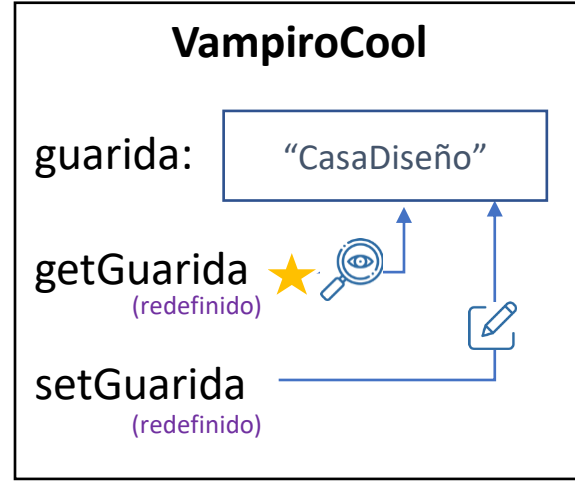 VampiroCool
guarida: “CasaDiseño”
getGuarida
(redefinido)
setGuarida
(redefinido)